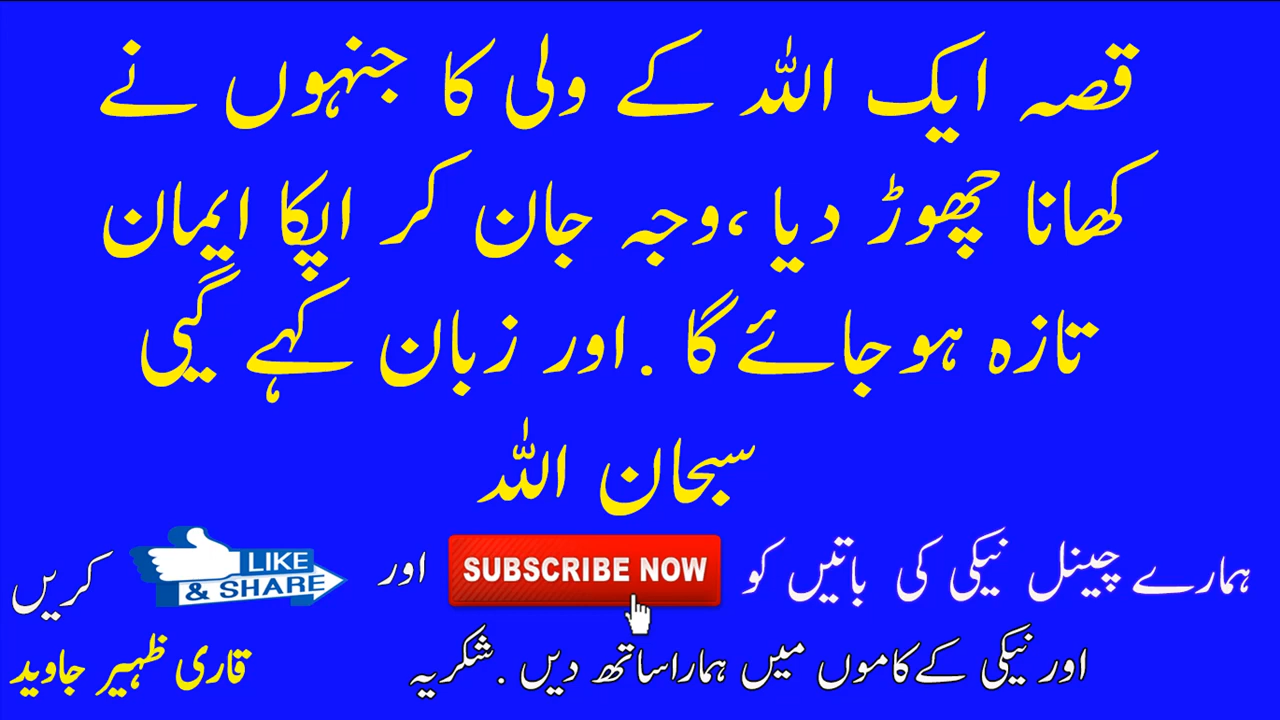 قصہ ایک اللہ کے ولی کا جنہوں نے
کھانا چھوڑ دیا ،وجہ جان کر اپکا ایمان
تازہ ہوجائے گا .اور زبان کہے گیی
سبحان اللہ
ہمارے چینل نیکی کی باتیں کو SUBSCRIBE NOW اور LIKE & SHARE کریں
اور نیکی کے کاموں میں ہماراساتھ دیں .شکریہ
قاری ظہیر جاوید